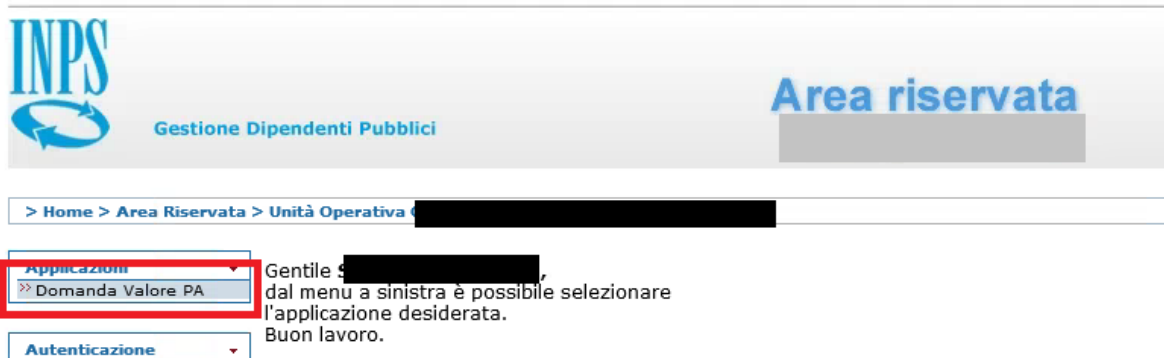 INPS
Gestione Dipendenti Pubblici
Area riservata
> Home > Area Riservata > Unità Operativa
Applicazioni
Gentile
,
>> Domanda Valore PA
dal menu a sinistra è possibile selezionare
l'applicazione desiderata.
Buon lavoro.
Autenticazione